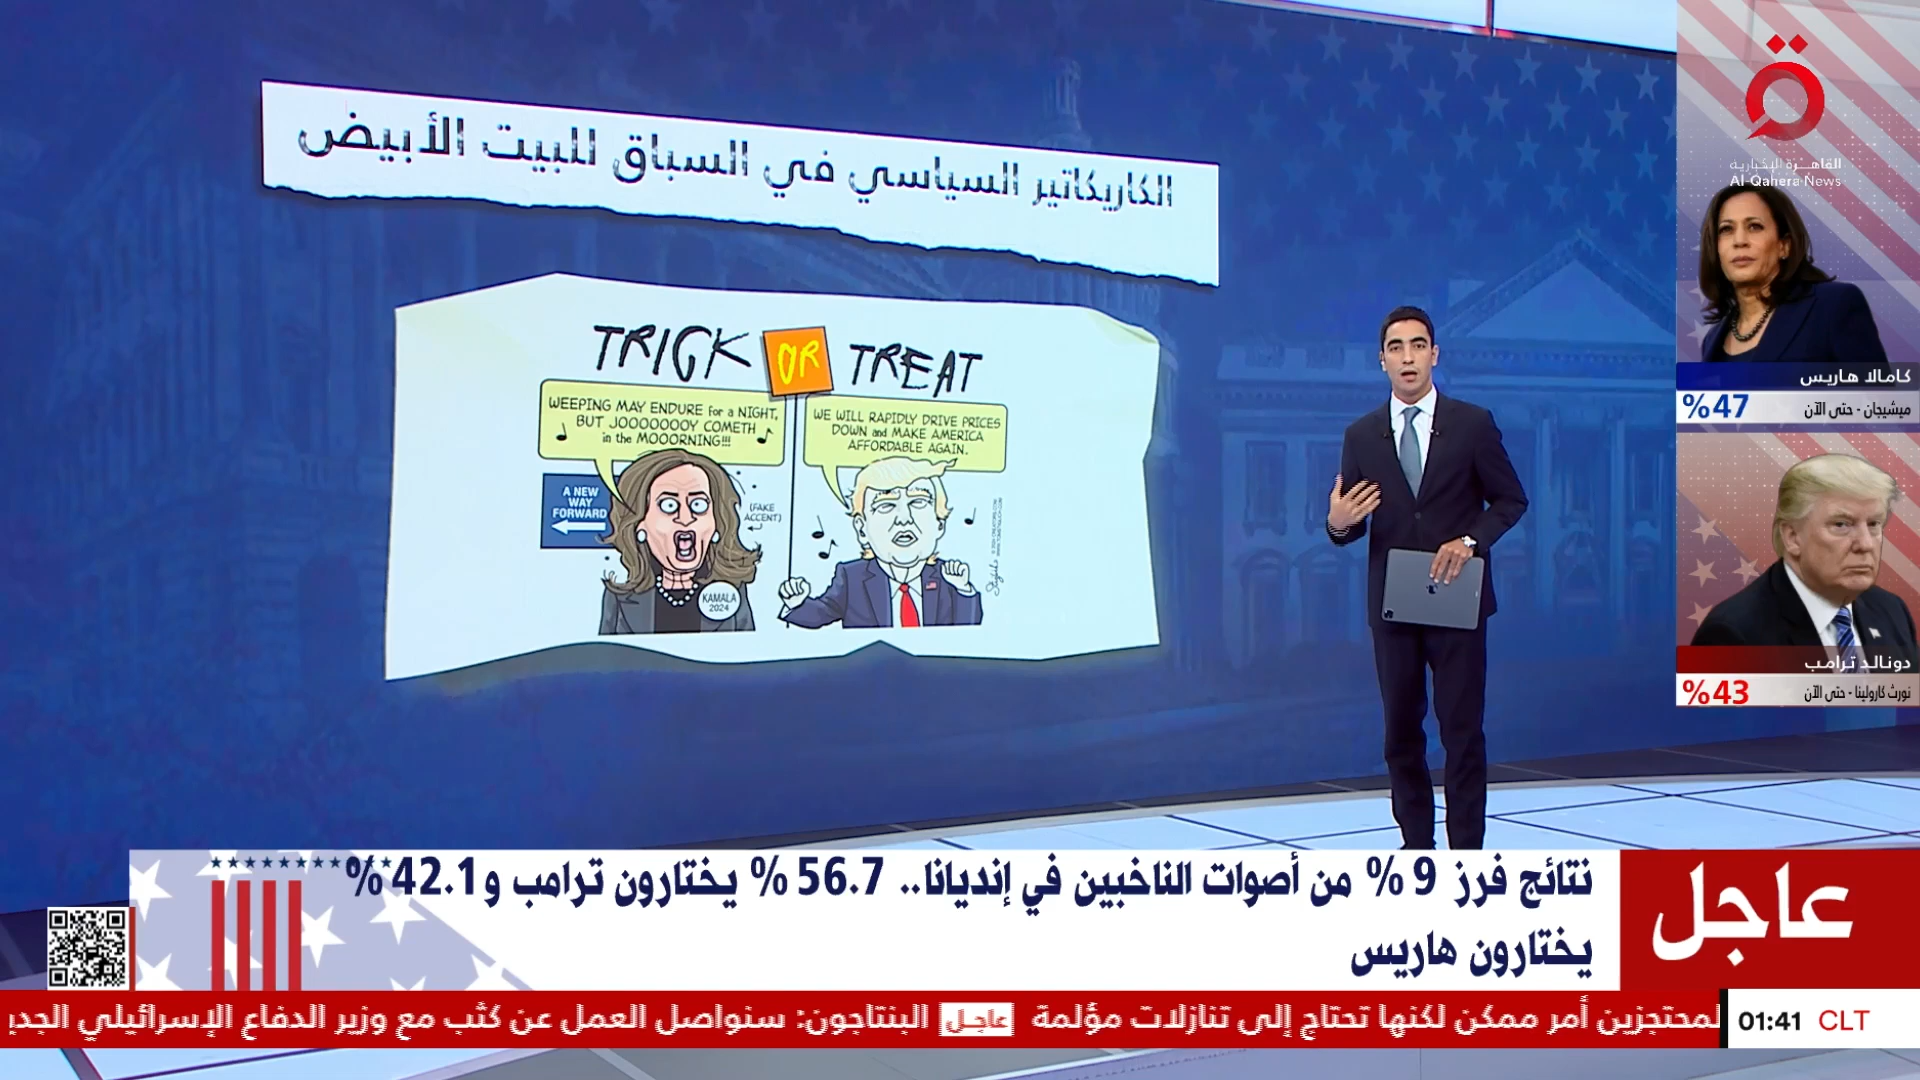 الكاريكاتير السياسي في السباق للبيت الأبيض
TRICK OR TREAT
WEEPING MAY ENDURE for a NIGHT,
BUT JOOOOOOOY COMETH
in the MOOORNING!!!
WE WILL RAPIDLY DRIVE PRICES
DOWN and MAKE AMERICA
AFFORDABLE AGAIN.
A NEW
WAY
FORWARD
(FAKE
ACCENT)
KAMALA
2024
القاهرة الإخبارية
Al Qahera News
كامالا هاريس
%47
ميشيجان - حتى الآن
دونالد ترامب
%43
نورث كارولينا - حتى الآن
عاجل
نتائج فرز 9 % من أصوات الناخبين في إنديانا.. 56.7 % يختارون ترامب و 42.1 %
يختارون هاريس
لمحتجزين أمر ممكن لكنها تحتاج إلى تنازلات مؤلمة عاجل البنتاجون: سنواصل العمل عن كثب مع وزير الدفاع الإسرائيلي الجدي
01:41 CLT